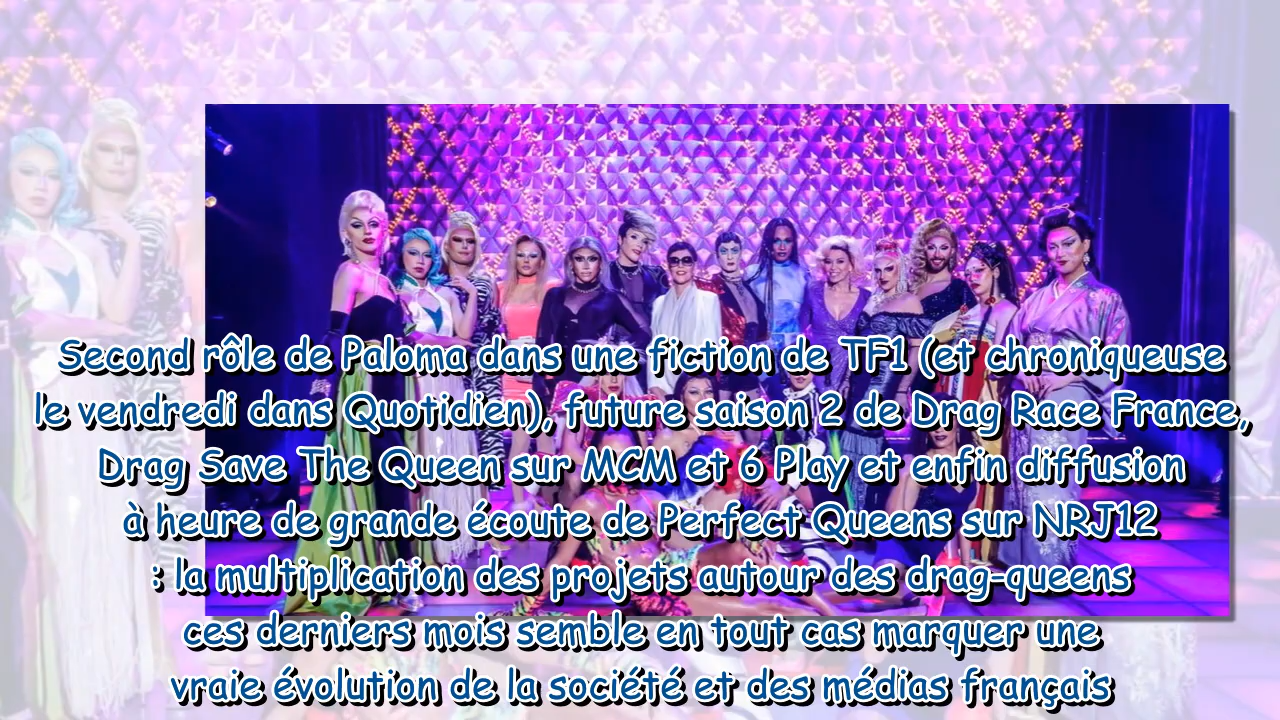 Second rôle de Paloma dans une fiction de TF1 (et chroniqueuse
le vendredi dans Quotidien), future saison 2 de Drag Race France,
Drag Save The Queen sur MCM et 6 Play et enfin diffusion
à heure de grande écoute de Perfect Queens sur NRJ12
: la multiplication des projets autour des drag-queens
ces derniers mois semble en tout cas marquer une
vraie évolution de la société et des médias français